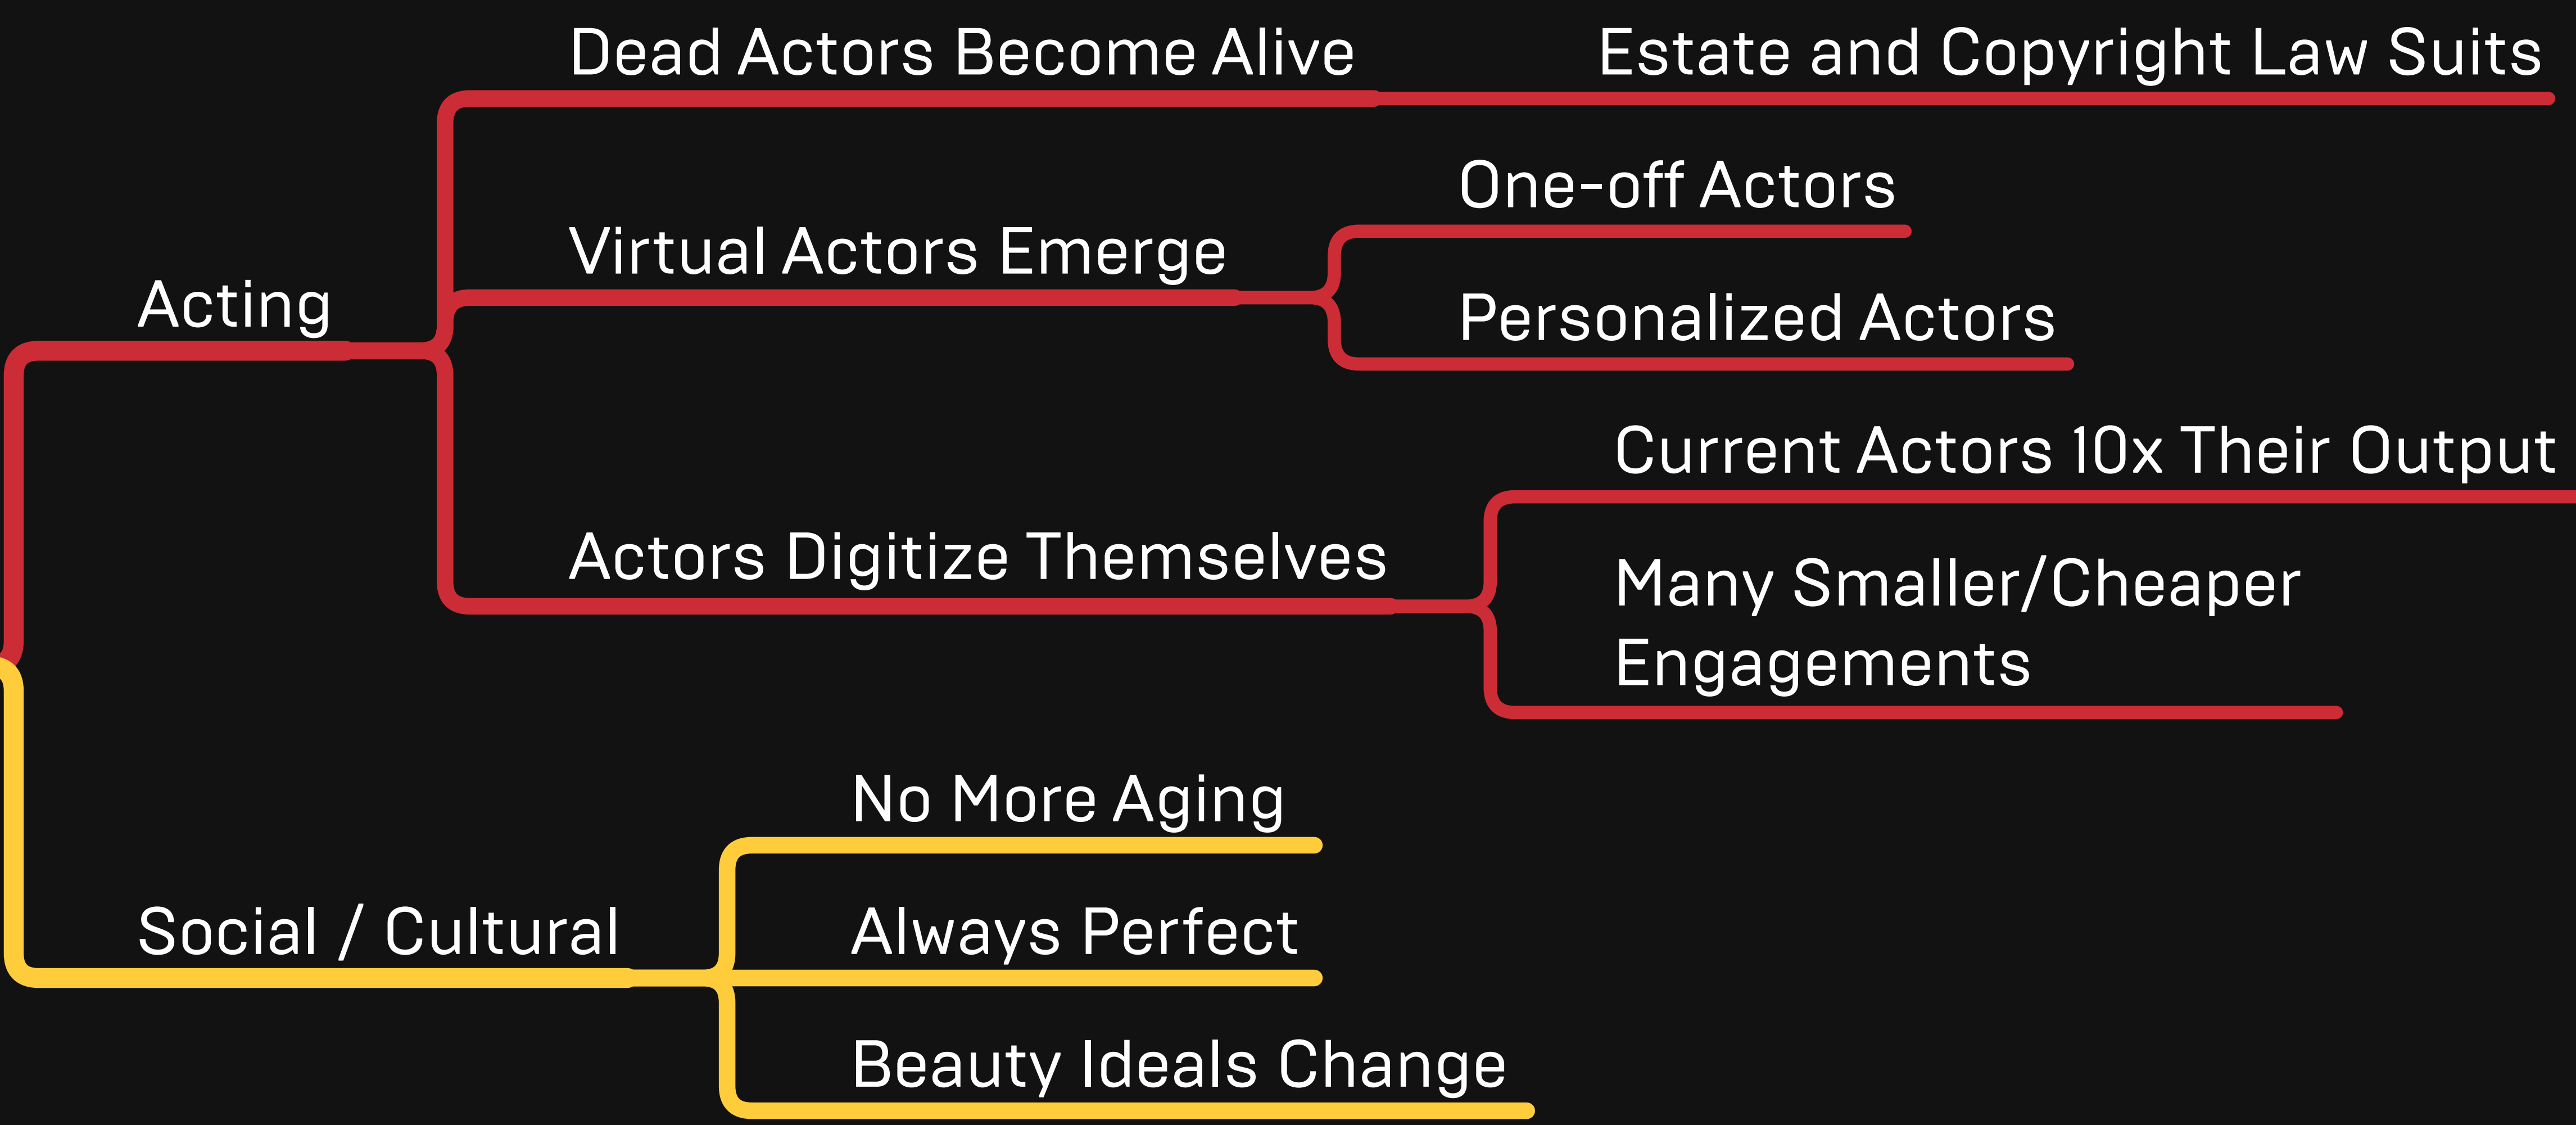 Dead Actors Become Alive
Estate and Copyright Law Suits
One-off Actors
Virtual Actors Emerge
Personalized Actors
Acting
Current Actors 10x Their Output
Actors Digitize Themselves
Many Smaller/Cheaper
Engagements
No More Aging
Social / Cultural
Always Perfect
Beauty Ideals Change